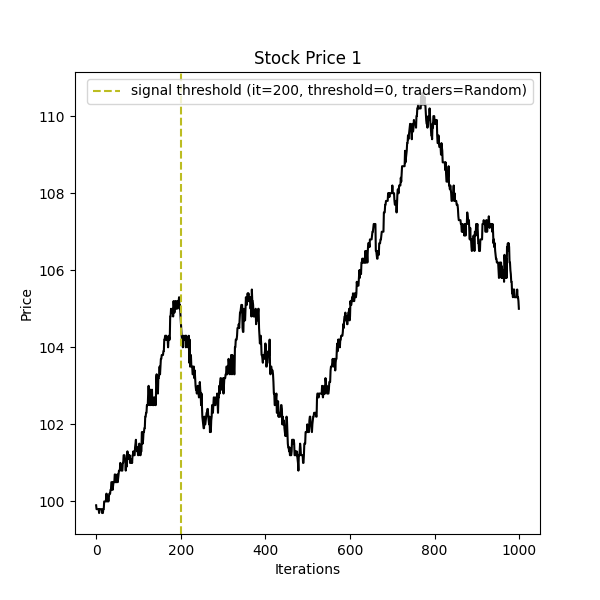 Stock Price 1
signal threshold (it=200, threshold=0, traders=Random)
110
108
106
104
102
100
Price
0 200 400 600 800 1000
Iterations